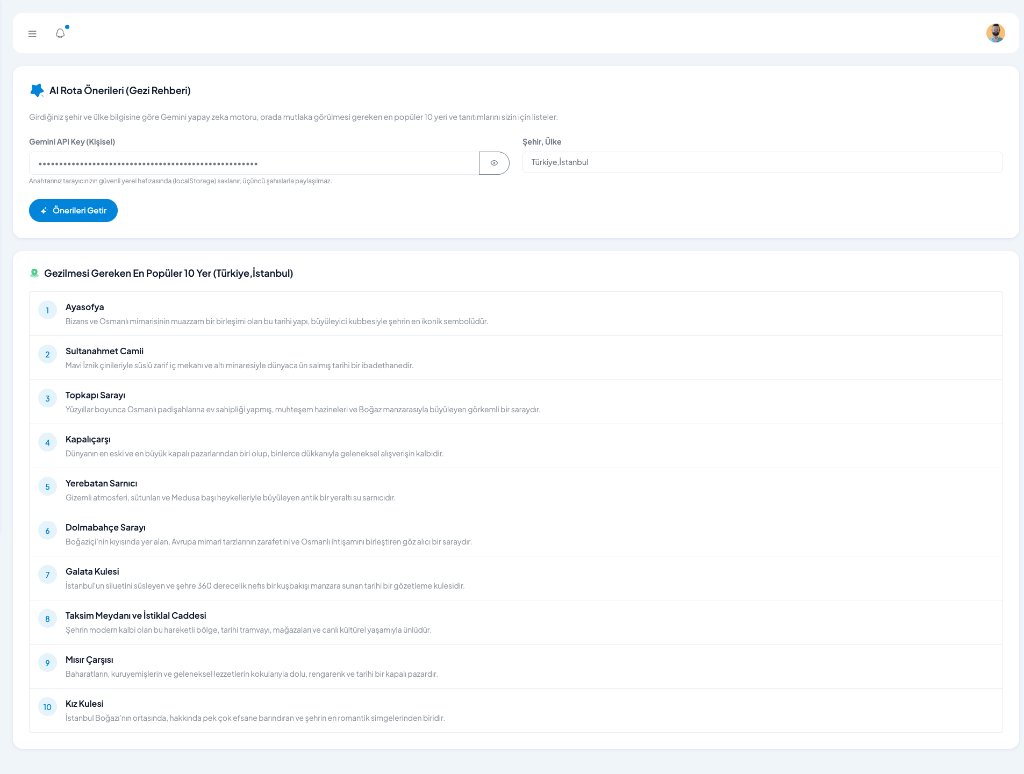 AI Rota Önerileri (Gezi Rehberi)
Girdiğiniz şehir ve ülke bilgisine göre Gemini yapay zeka motoru, orada mutlaka görülmesi gereken en popüler 10 yeri ve tanıtımlarını sizin için listeler.
Gemini API Key (Kişisel)
Şehir, Ülke
Türkiye,İstanbul
Anahtarınız tarayıcınızın güvenli yerel hafızasında (localStorage) saklanır, üçüncü şahıslarla paylaşılmaz.
Önerileri Getir
Gezilmesi Gereken En Popüler 10 Yer (Türkiye,İstanbul)
1
Ayasofya
Bizans ve Osmanlı mimarisinin muazzam bir birleşimi olan bu tarihi yapı, büyüleyici kubbesiyle şehrin en ikonik sembolüdür.
2
Sultanahmet Camii
Mavi İznik çinileriyle süslü zarif iç mekanı ve altı minaresiyle dünyaca ün salmış tarihi bir ibadethanedir.
3
Topkapı Sarayı
Yüzyıllar boyunca Osmanlı padişahlarına ev sahipliği yapmış, muhteşem hazineleri ve Boğaz manzarasıyla büyüleyen görkemli bir saraydır.
4
Kapalıçarşı
Dünyanın en eski ve en büyük kapalı pazarlarından biri olup, binlerce dükkanıyla geleneksel alışverişin kalbidir.
5
Yerebatan Sarnıcı
Gizemli atmosferi, sütunları ve Medusa başı heykelleriyle büyüleyen antik bir yeraltı su sarnıcıdır.
6
Dolmabahçe Sarayı
Boğaziçi'nin kıyısında yer alan, Avrupa mimari tarzlarının zarafetini ve Osmanlı ihtişamını birleştiren göz alıcı bir saraydır.
7
Galata Kulesi
İstanbul'un siluetini süsleyen ve şehre 360 derecelik nefis bir kuşbakışı manzara sunan tarihi bir gözetleme kulesidir.
8
Taksim Meydanı ve İstiklal Caddesi
Şehrin modern kalbi olan bu hareketli bölge, tarihi tramvayı, mağazaları ve canlı kültürel yaşamıyla ünlüdür.
9
Mısır Çarşısı
Baharatların, kuruyemişlerin ve geleneksel lezzetlerin kokularıyla dolu, rengarenk ve tarihi bir kapalı pazardır.
10
Kız Kulesi
İstanbul Boğazı'nın ortasında, hakkında pek çok efsane barındıran ve şehrin en romantik simgelerinden biridir.